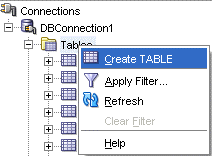 Connections
DBConnection1
Tables
Create TABLE
Apply Filter...
Refresh
Clear Filter
Help